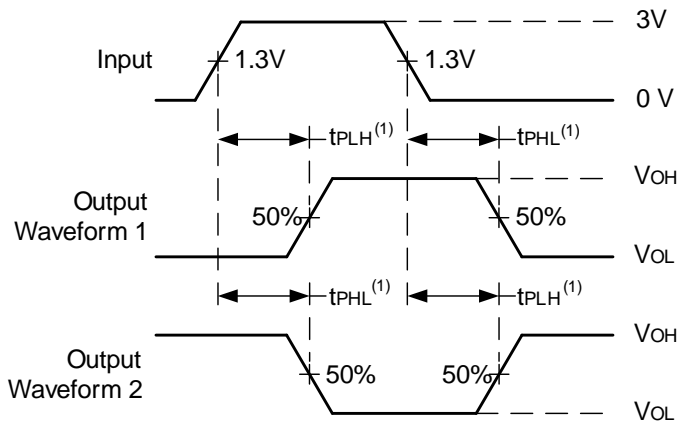 3V
Input
1.3V
1.3V
0 V
tPLH(1)
tPHL(1)
VOH
Output
Waveform 1
50%
50%
VOL
tPHL(1)
tPLH(1)
VOH
Output
Waveform 2
50%
50%
VOL